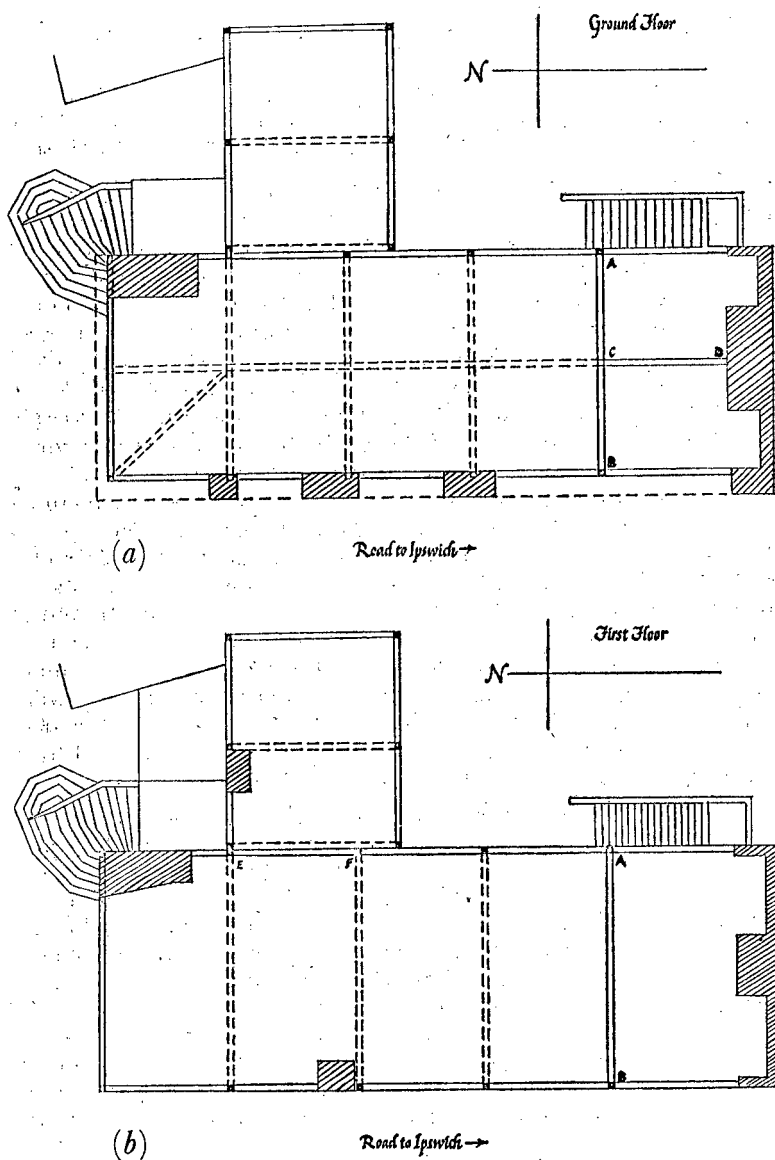 Ground Floor
N
A
C
D
B
(a)
Road to Ipswich →
First Floor
N
E
F
A
B
(b)
Road to Ipswich →